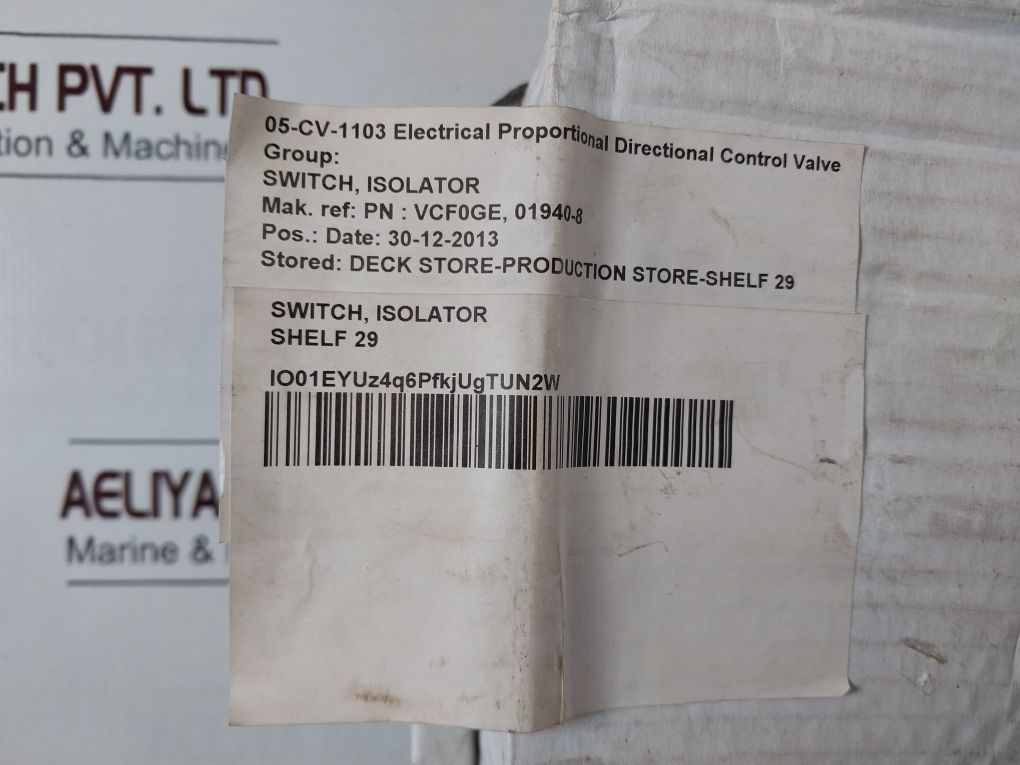 CH PVT. LTD
tion & Machin
05-CV-1103 Electrical Proportional Directional Control Valve
Group:
SWITCH, ISOLATOR
Mak. ref: PN : VCF0GE, 01940-8
Pos.: Date: 30-12-2013
Stored: DECK STORE-PRODUCTION STORE-SHELF 29
SWITCH, ISOLATOR
SHELF 29
IO01EYUz4q6PfkjUgTUN2W
AELIYA
Marine &